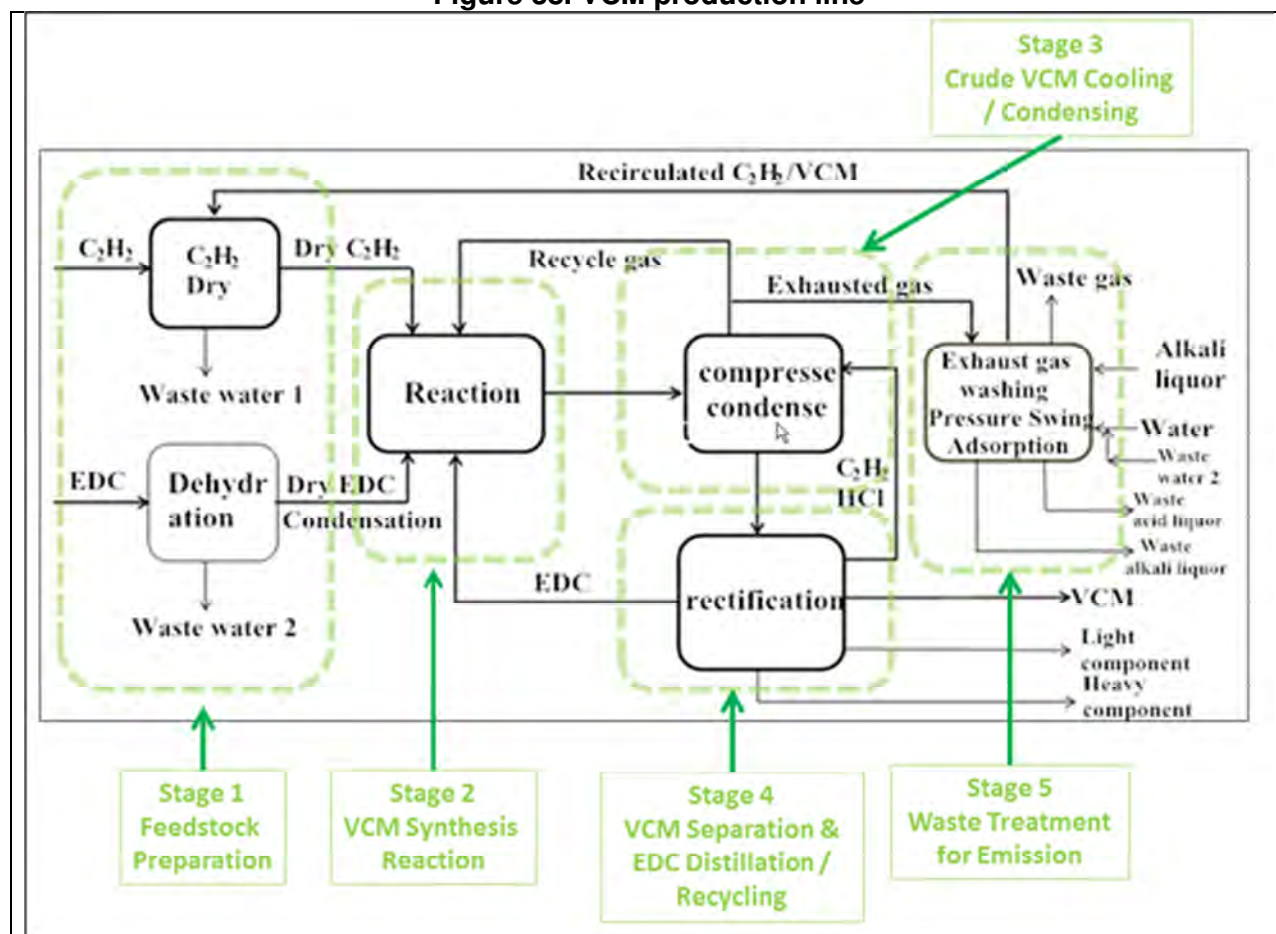 Stage 3
Crude VCM Cooling
/ Condensing
Recirculated C₂H₂/VCM
C₂H₂
C₂H₂
Dry
Dry C₂H₂
Recycle gas
Exhausted gas
Waste gas
Waste water 1
Reaction
compresse
condense
Exhaust gas
washing
Pressure Swing
Adsorption
Alkali
liquor
Water
Waste
water 2
Waste
acid liquor
Waste
alkali liquor
EDC
Dehydr
ation
Dry EDC
Condensation
C₂H₂
HCl
Waste water 2
EDC
rectification
VCM
Light
component
Heavy
component
Stage 1
Feedstock
Preparation
Stage 2
VCM Synthesis
Reaction
Stage 4
VCM Separation &
EDC Distillation /
Recycling
Stage 5
Waste Treatment
for Emission